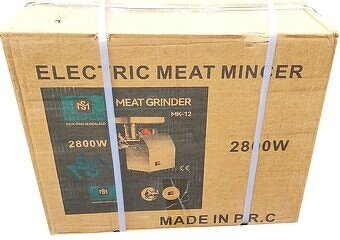 ELECTRIC MEAT MINCER
MEAT GRINDER
MK-12
2800W
2800W
MADE IN P.R.C